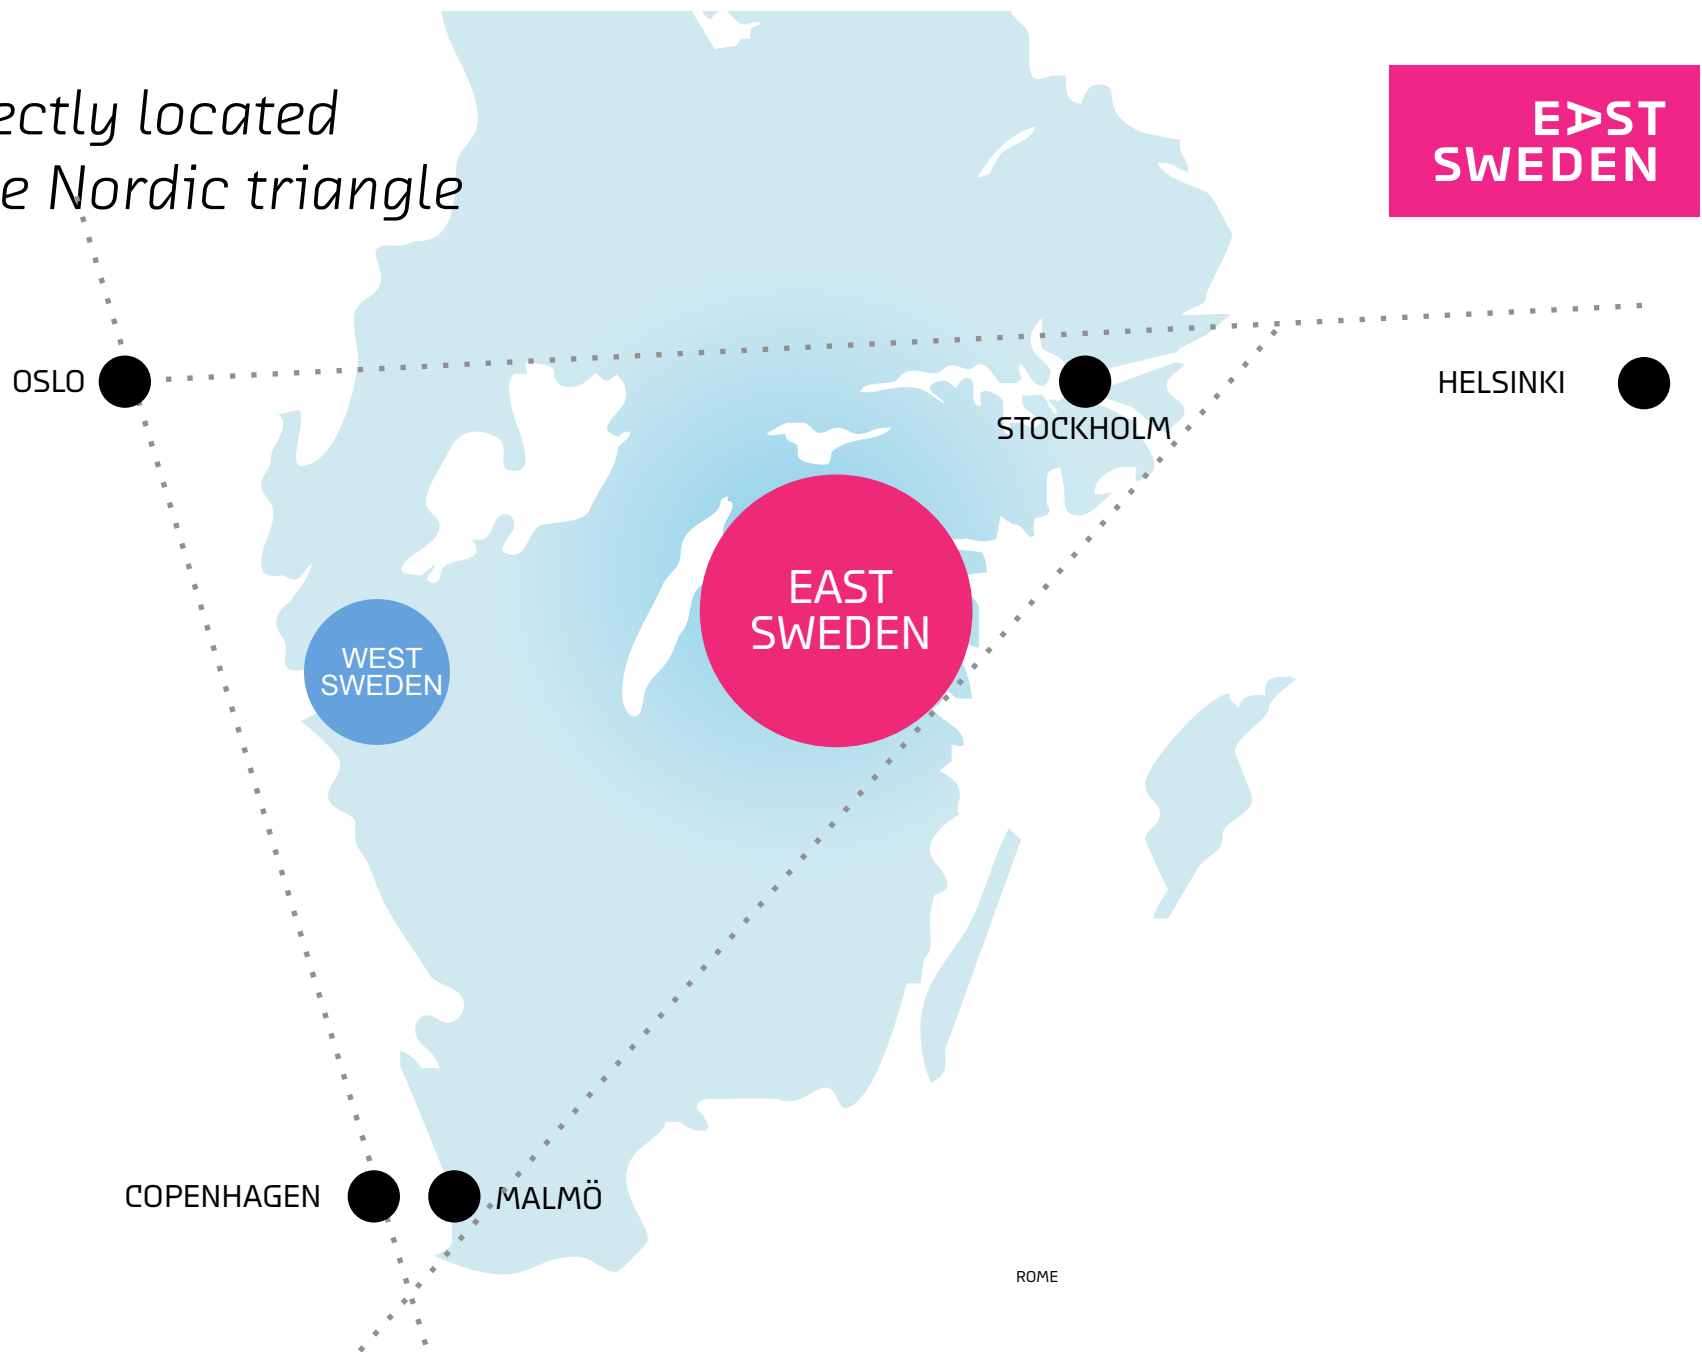 ectly located
e Nordic triangle
EAST
SWEDEN
OSLO
STOCKHOLM
HELSINKI
EAST
SWEDEN
WEST
SWEDEN
COPENHAGEN
MALMÖ
ROME